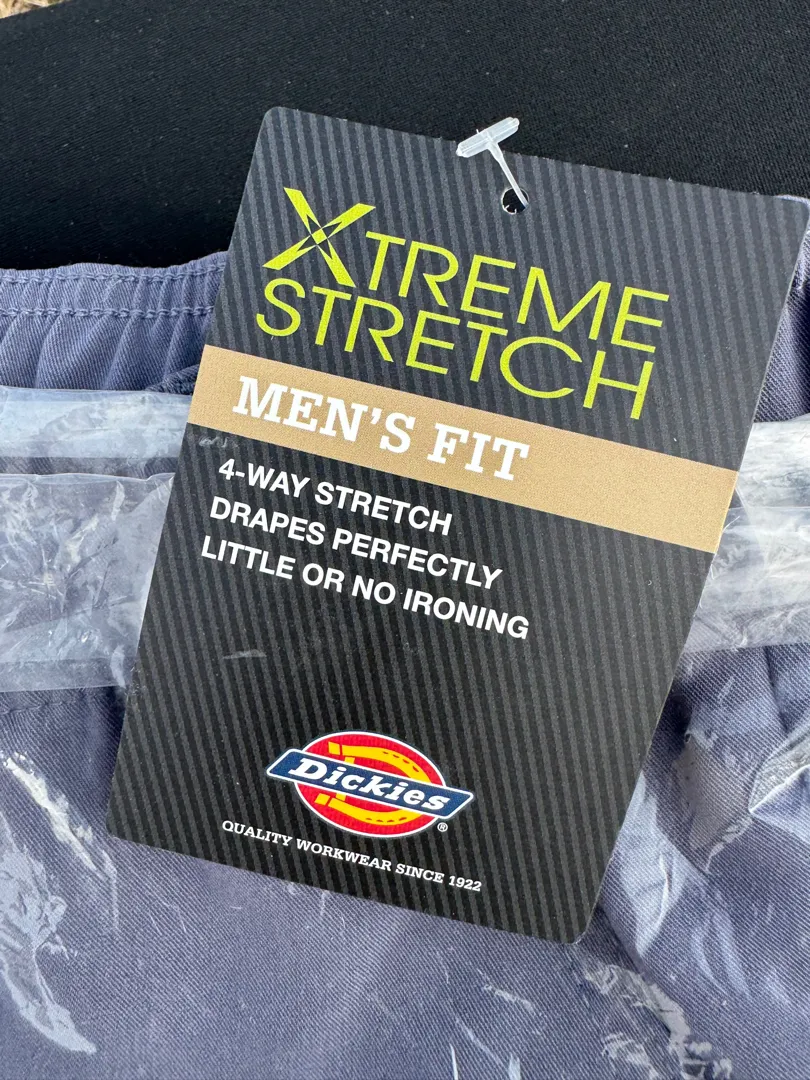 XTREME
STRETCH
MEN'S FIT
4-WAY STRETCH
DRAPES PERFECTLY
LITTLE OR NO IRONING
Dickies®
QUALITY WORKWEAR SINCE 1922